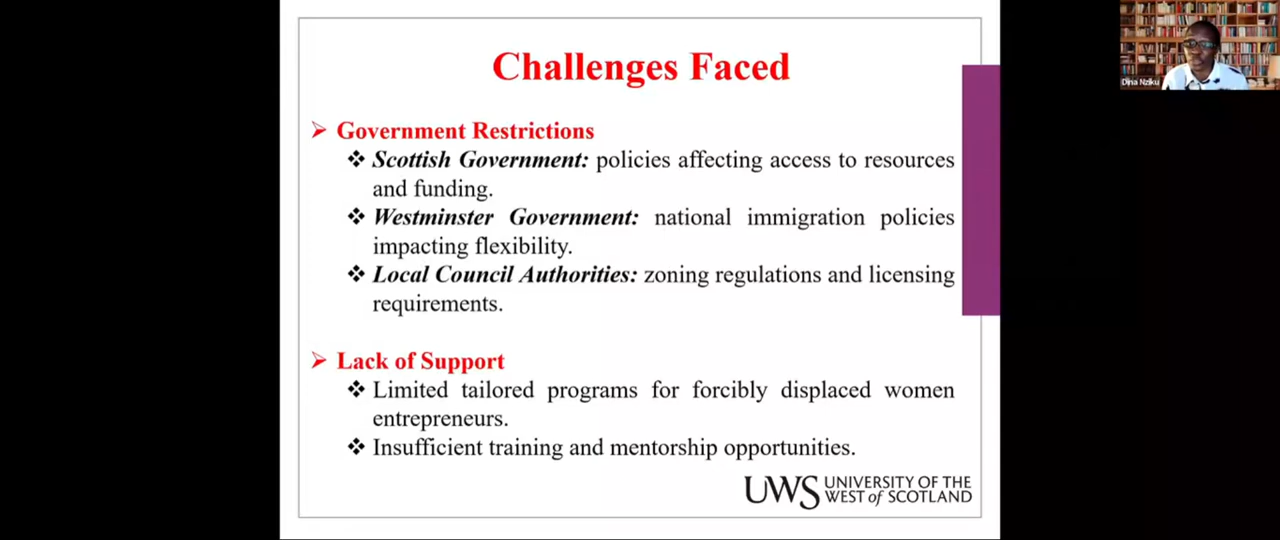 Challenges Faced
Dina Nziku
➢ Government Restrictions
❖ Scottish Government: policies affecting access to resources
and funding.
❖ Westminster Government: national immigration policies
impacting flexibility.
❖ Local Council Authorities: zoning regulations and licensing
requirements.
➢ Lack of Support
❖ Limited tailored programs for forcibly displaced women
entrepreneurs.
❖ Insufficient training and mentorship opportunities.
UWS UNIVERSITY OF THE
WEST of SCOTLAND